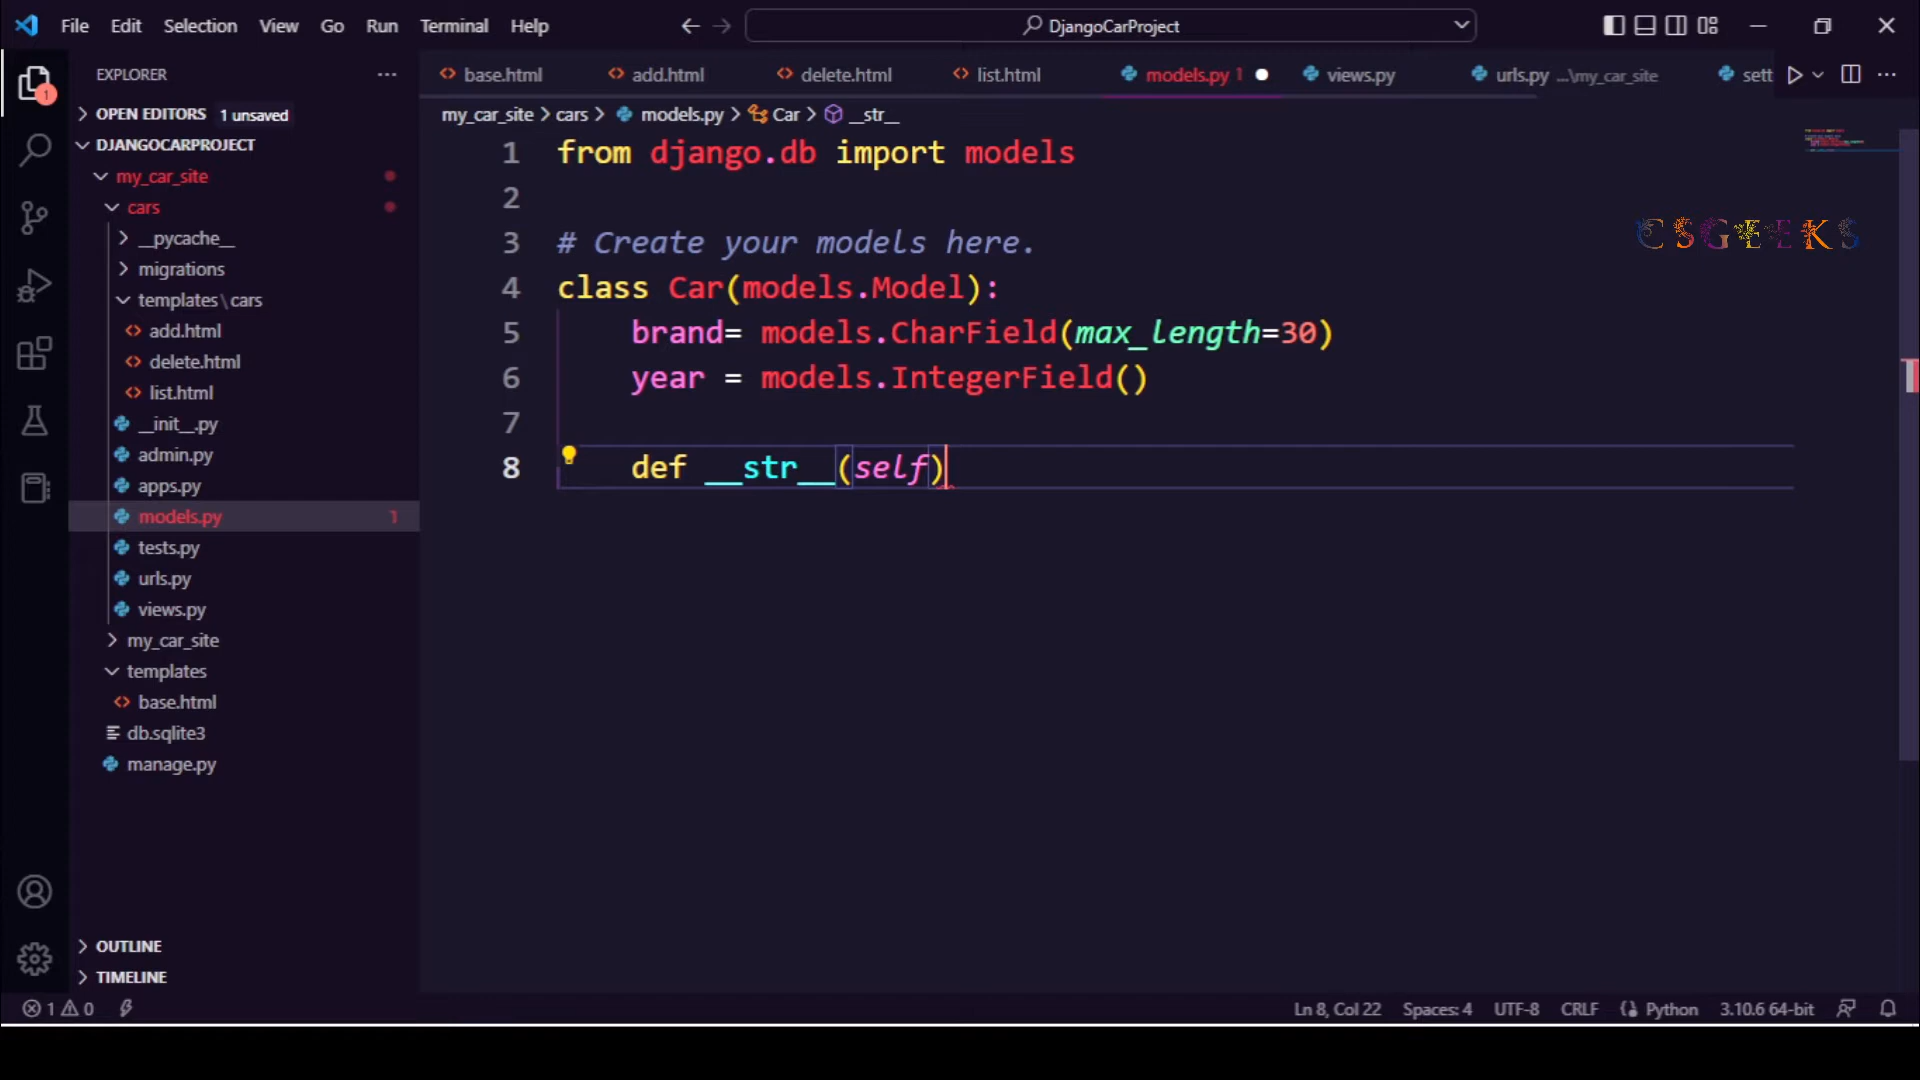 File Edit Selection View Go Run Terminal Help
DjangoCarProject
EXPLORER
OPEN EDITORS 1 unsaved
DJANGOCARPROJECT
my_car_site
cars
__pycache__
migrations
templates\cars
add.html
delete.html
list.html
__init__.py
admin.py
apps.py
models.py 1
tests.py
urls.py
views.py
my_car_site
templates
base.html
db.sqlite3
manage.py
OUTLINE
TIMELINE
base.html add.html delete.html list.html models.py 1 views.py urls.py ...\my_car_site sett
my_car_site > cars > models.py > Car > __str__
1 from django.db import models
2
3 # Create your models here.
4 class Car(models.Model):
5 brand= models.CharField(max_length=30)
6 year = models.IntegerField()
7
8 def __str__(self)
CSGEEKS
1 0
Ln 8, Col 22 Spaces: 4 UTF-8 CRLF Python 3.10.6 64-bit